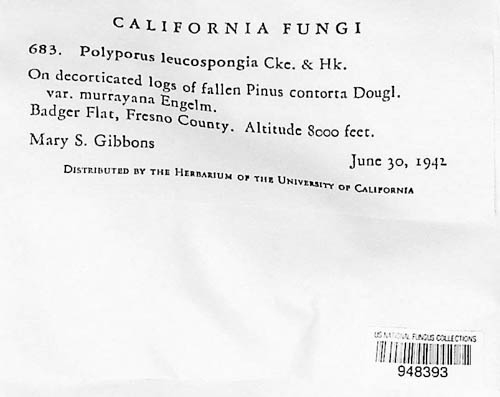 CALIFORNIA FUNGI
683. Polyporus leucospongia Cke. & Hk.
On decorticated logs of fallen Pinus contorta Dougl.
var. murrayana Engelm.
Badger Flat, Fresno County. Altitude 8000 feet.
Mary S. Gibbons
June 30, 1942
DISTRIBUTED BY THE HERBARIUM OF THE UNIVERSITY OF CALIFORNIA
US NATIONAL FUNGUS COLLECTIONS
948393